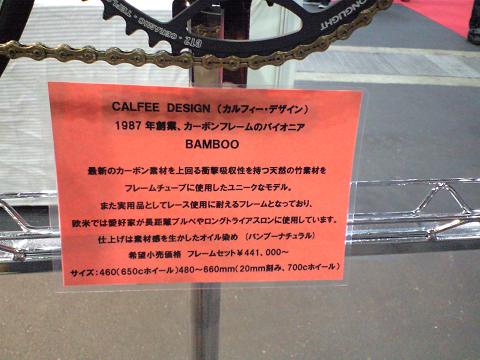 STRONGLIGHT
CALFEE DESIGN (カルフィー・デザイン)
1987年創業、カーボンフレームのパイオニア
BAMBOO
最新のカーボン素材を上回る衝撃吸収性を持つ天然の竹素材を
フレームチューブに使用したユニークなモデル。
また実用品としてレース使用に耐えるフレームとなっており、
欧米では愛好家が長距離ブルベやロングトライアスロンに使用しています。
仕上げは素材感を生かしたオイル染め (バンブーナチュラル)
希望小売価格 フレームセット¥441,000~
サイズ:460(650cホイール)480~660mm(20mm刻み、700cホイール)